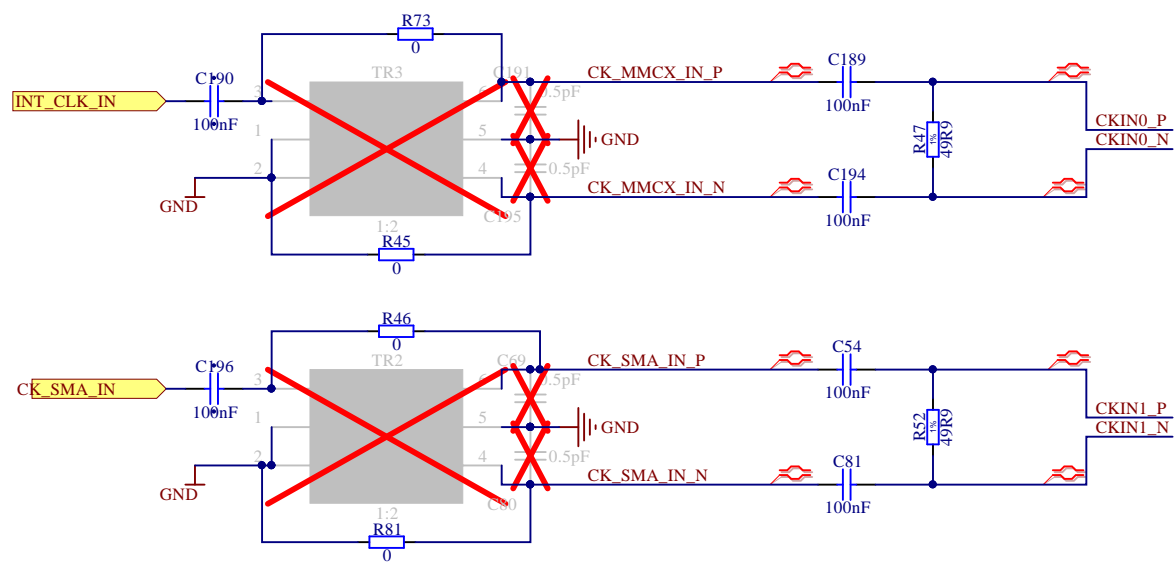 R73
0
C190
TR3
C191
CK_MMCX_IN_P
C189
3
6
0.5pF
INT_CLK_IN
100nF
100nF
CKIN0_P
1
5
GND
R47
1%
49R9
CKIN0_N
2
4
0.5pF
C194
GND
CK_MMCX_IN_N
100nF
C195
1:2
R45
0
R46
0
C196
TR2
C69
CK_SMA_IN_P
C54
3
6
0.5pF
CK_SMA_IN
100nF
100nF
CKIN1_P
1
5
GND
R52
1%
49R9
CKIN1_N
2
4
0.5pF
C81
GND
CK_SMA_IN_N
100nF
C80
1:2
R81
0